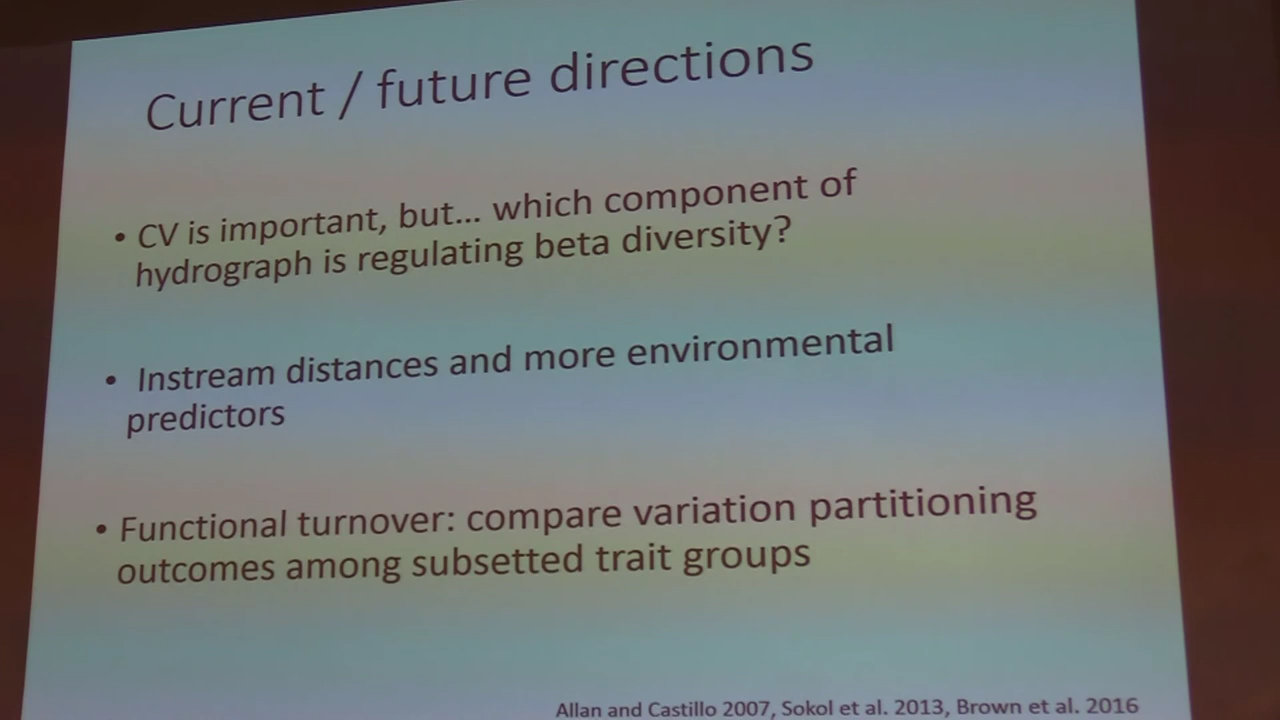 Current / future directions
• CV is important, but... which component of
hydrograph is regulating beta diversity?
• Instream distances and more environmental
predictors
• Functional turnover: compare variation partitioning
outcomes among subsetted trait groups
Allan and Castillo 2007, Sokol et al. 2013, Brown et al. 2016